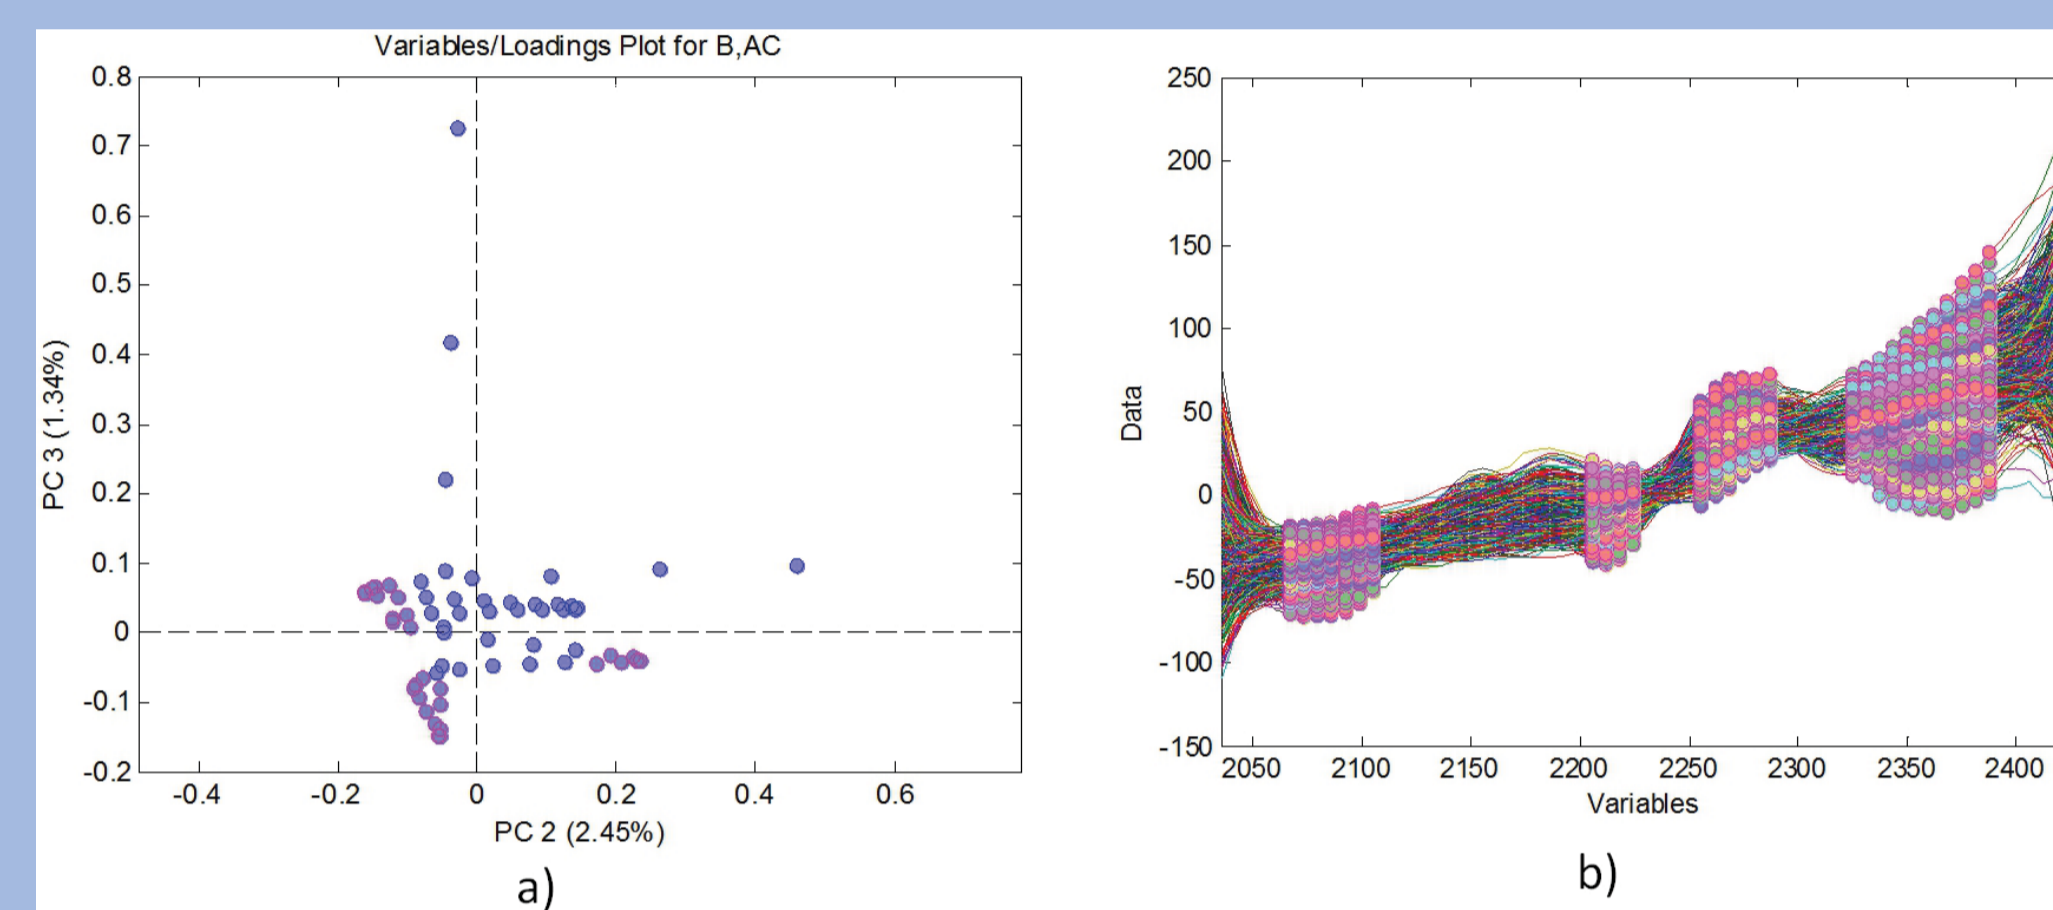 Variables/Loadings Plot for B,AC
0.8
0.7
0.6
0.5
0.4
0.3
0.2
0.1
0
-0.1
-0.2
PC 3 (1.34%)
-0.4 -0.2 0 0.2 0.4 0.6
PC 2 (2.45%)
a)
250
200
150
100
50
0
-50
-100
-150
Data
2050 2100 2150 2200 2250 2300 2350 2400
Variables
b)